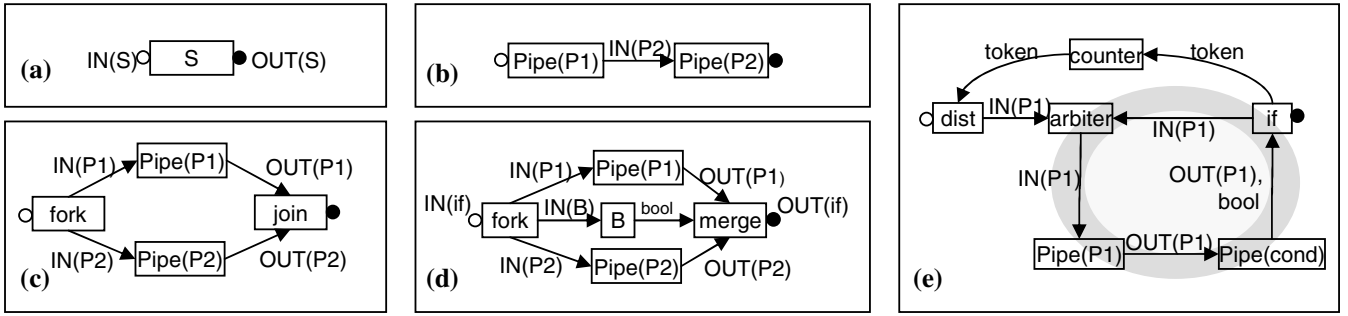 IN(S) S OUT(S)
(a)
Pipe(P1) IN(P2) Pipe(P2)
(b)
IN(P1) Pipe(P1) OUT(P1)
fork join
IN(P2) Pipe(P2) OUT(P2)
(c)
IN(P1) Pipe(P1) OUT(P1)
IN(if) fork IN(B) B bool merge OUT(if)
IN(P2) Pipe(P2) OUT(P2)
(d)
token counter token
dist IN(P1) arbiter IN(P1) if
IN(P1) OUT(P1),
bool
Pipe(P1) OUT(P1) Pipe(cond)
(e)